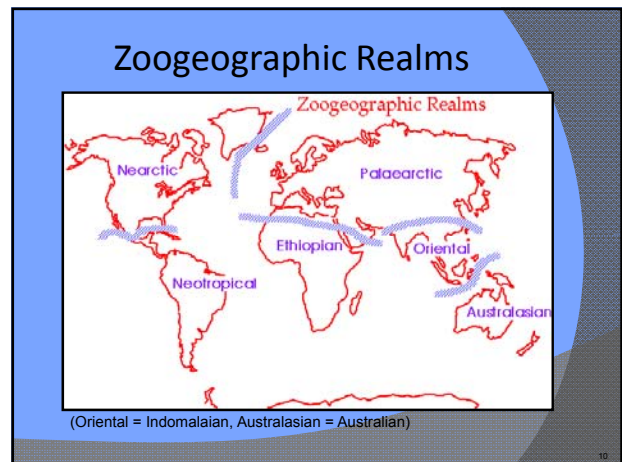 Zoogeographic Realms
Zoogeographic Realms
Nearctic
Palaearctic
Ethiopian
Oriental
Neotropical
Australasian
(Oriental = Indomalaian, Australasian = Australian)
10